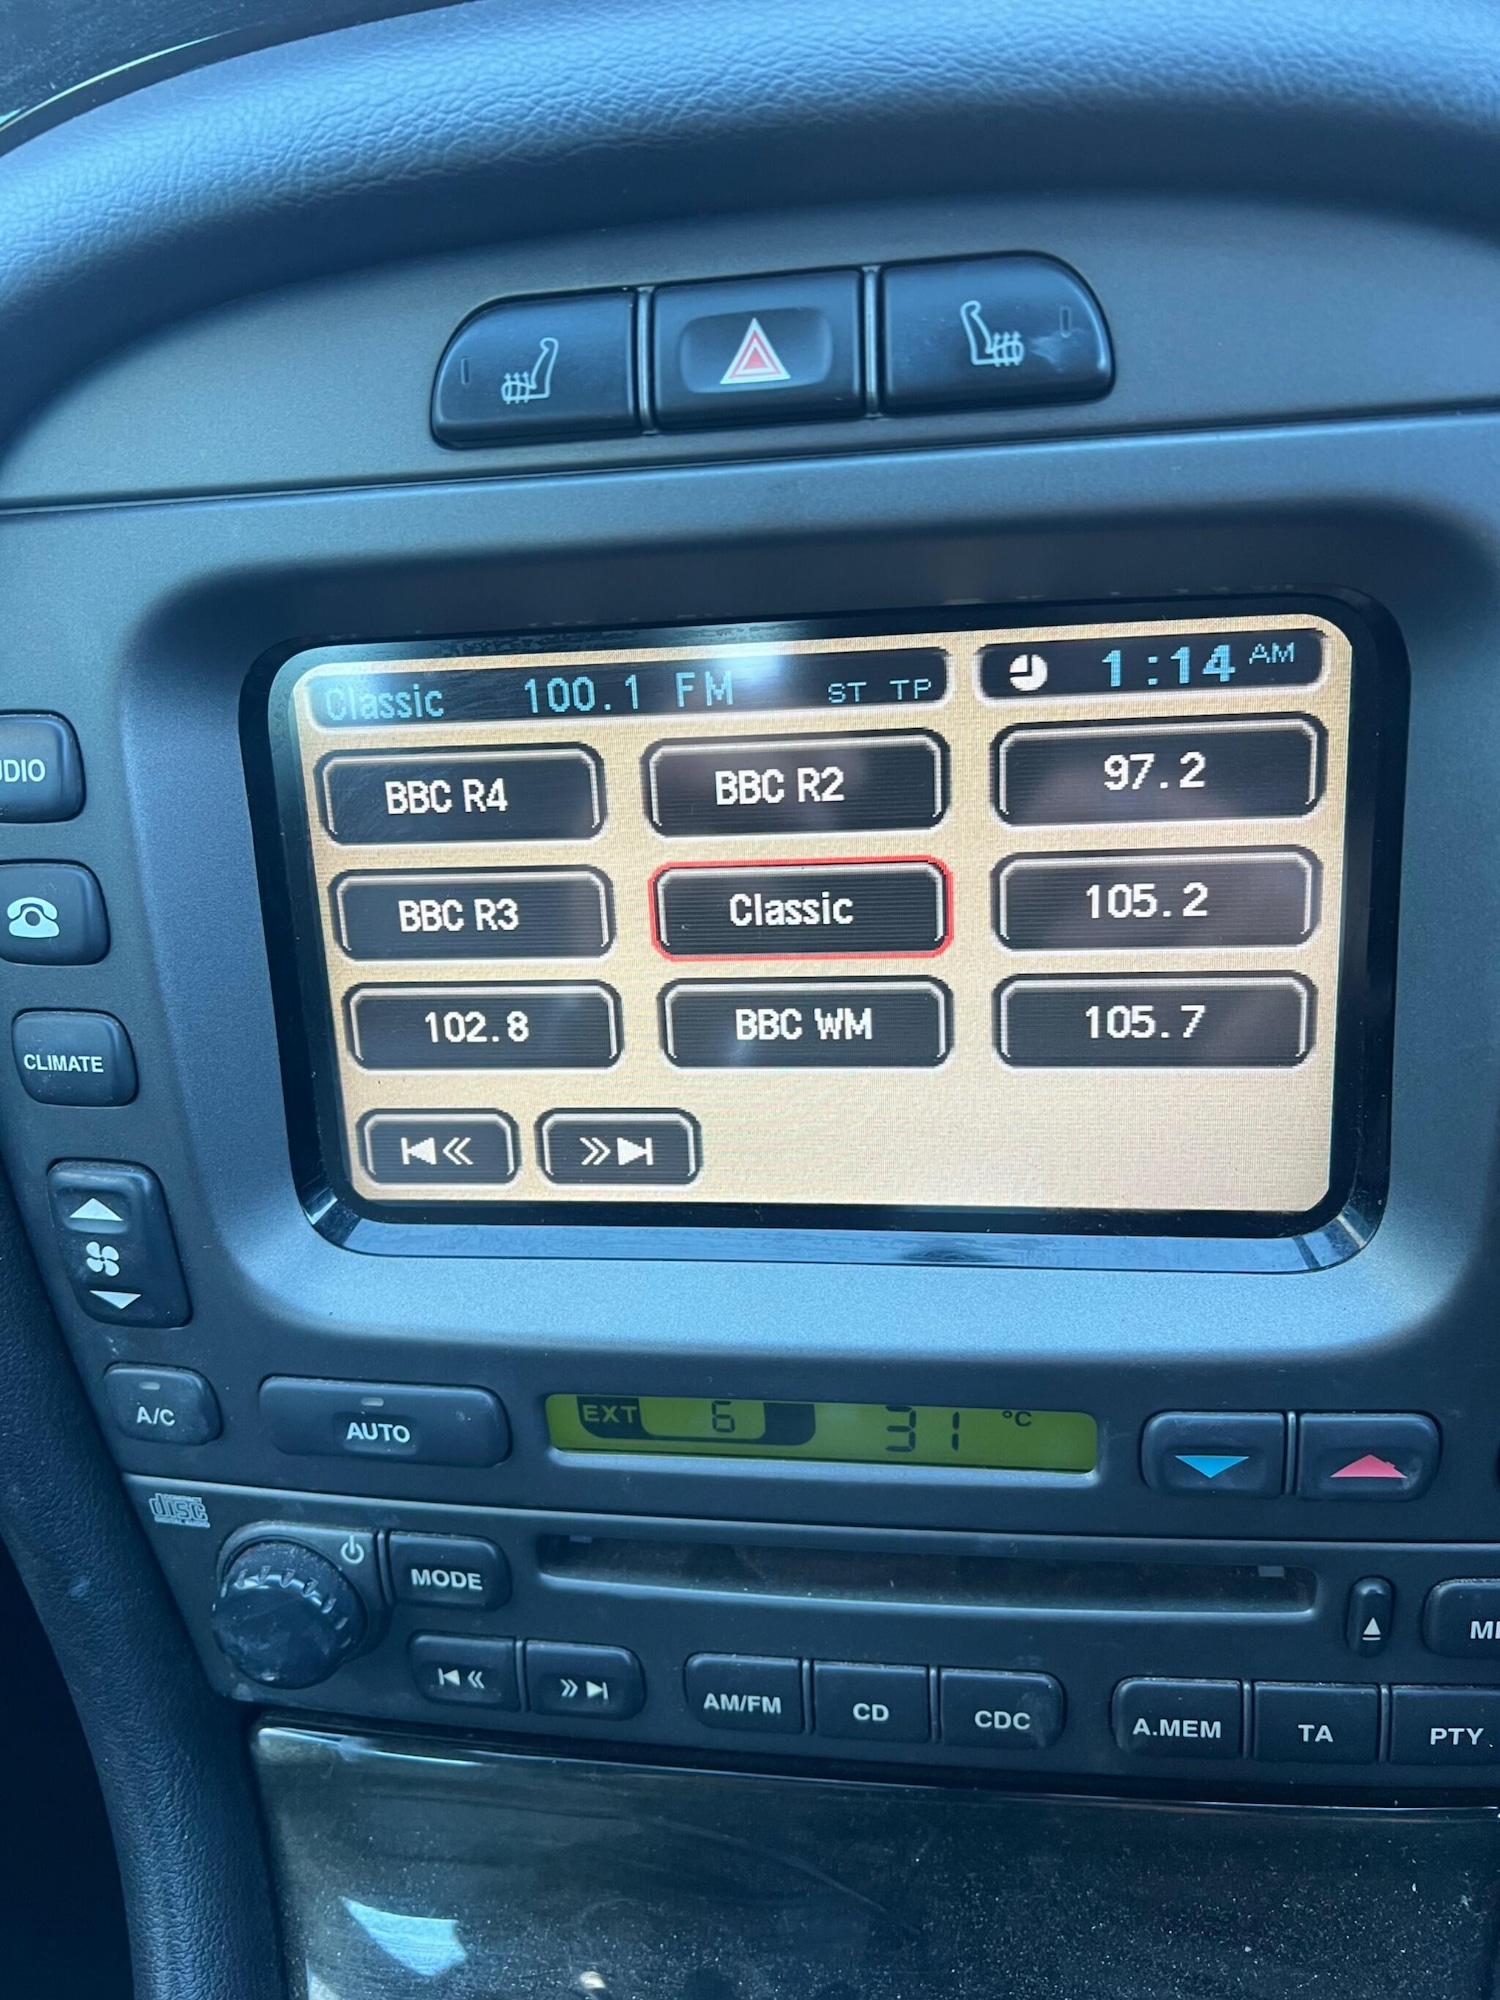 Classic 100.1 FM ST TP 1:14 AM
BBC R4 BBC R2 97.2
BBC R3 Classic 105.2
102.8 BBC WM 105.7
CLIMATE
A/C AUTO EXT 6 31 °C
disc
MODE
AM/FM CD CDC A.MEM TA PTY